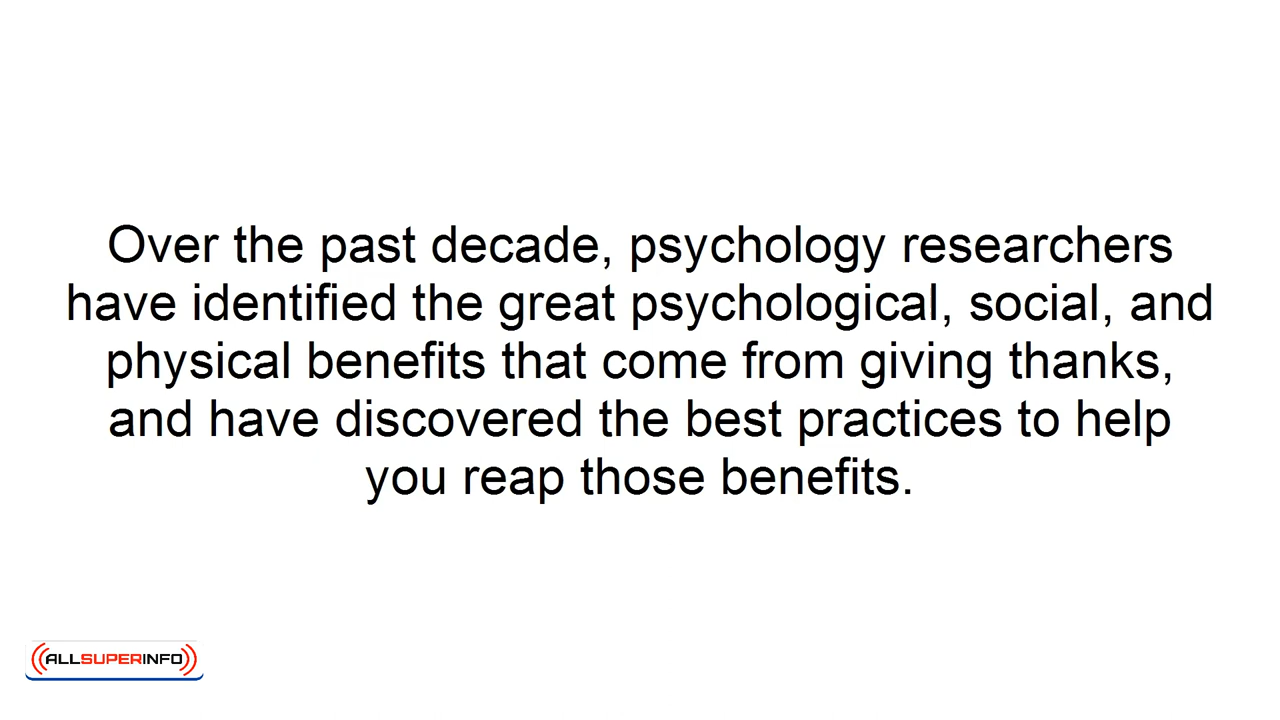 Over the past decade, psychology researchers
have identified the great psychological, social, and
physical benefits that come from giving thanks,
and have discovered the best practices to help
you reap those benefits.
ALLSUPERINFO